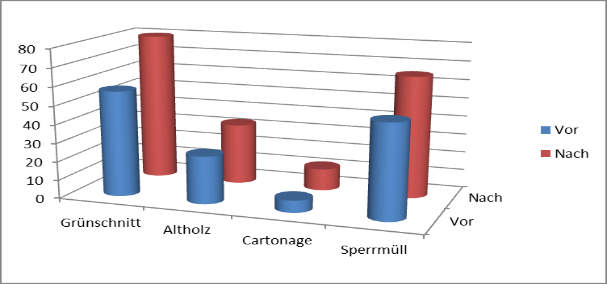 80
70
60
50
40
30
20
10
0
Grünschnitt
Altholz
Cartonage
Sperrmüll
Nach
Vor
Vor
Nach